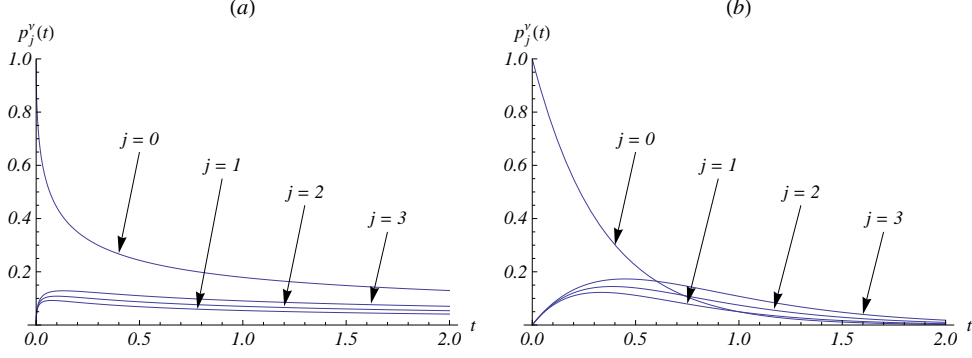 (a)
p_j^ν(t)
1.0
0.8
0.6
0.4
0.2
0.0
0.5
1.0
1.5
2.0
t
j = 0
j = 1
j = 2
j = 3
(b)
p_j^ν(t)
1.0
0.8
0.6
0.4
0.2
0.0
0.5
1.0
1.5
2.0
t
j = 0
j = 1
j = 2
j = 3